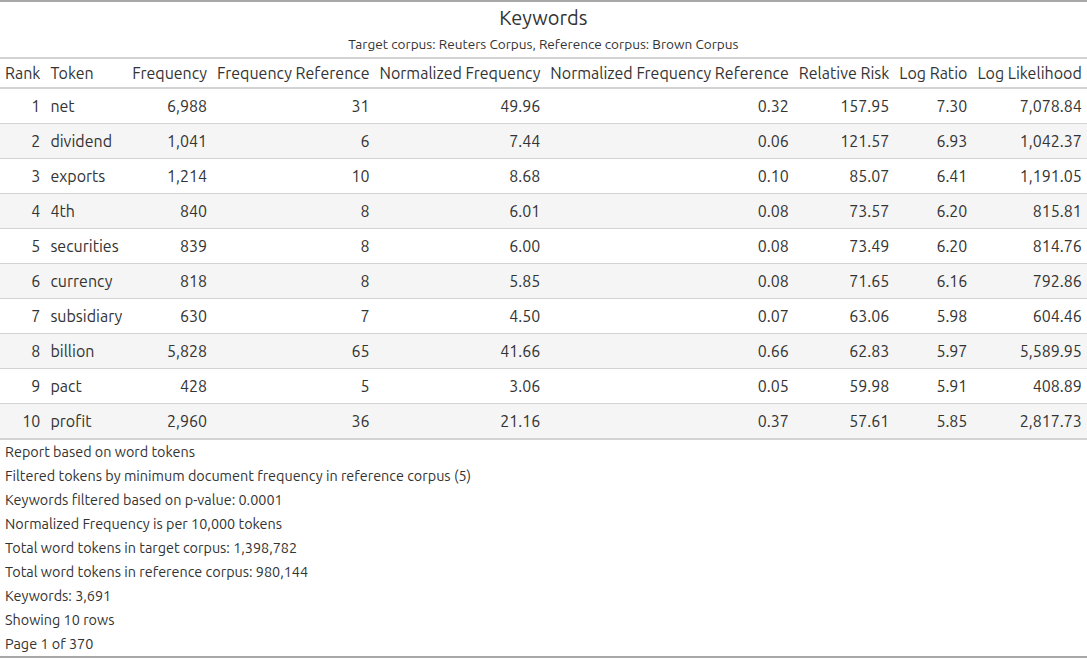 Keywords
Target corpus: Reuters Corpus, Reference corpus: Brown Corpus
Rank Token Frequency Frequency Reference Normalized Frequency Normalized Frequency Reference Relative Risk Log Ratio Log Likelihood
1 net 6,988 31 49.96 0.32 157.95 7.30 7,078.84
2 dividend 1,041 6 7.44 0.06 121.57 6.93 1,042.37
3 exports 1,214 10 8.68 0.10 85.07 6.41 1,191.05
4 4th 840 8 6.01 0.08 73.57 6.20 815.81
5 securities 839 8 6.00 0.08 73.49 6.20 814.76
6 currency 818 8 5.85 0.08 71.65 6.16 792.86
7 subsidiary 630 7 4.50 0.07 63.06 5.98 604.46
8 billion 5,828 65 41.66 0.66 62.83 5.97 5,589.95
9 pact 428 5 3.06 0.05 59.98 5.91 408.89
10 profit 2,960 36 21.16 0.37 57.61 5.85 2,817.73
Report based on word tokens
Filtered tokens by minimum document frequency in reference corpus (5)
Keywords filtered based on p-value: 0.0001
Normalized Frequency is per 10,000 tokens
Total word tokens in target corpus: 1,398,782
Total word tokens in reference corpus: 980,144
Keywords: 3,691
Showing 10 rows
Page 1 of 370